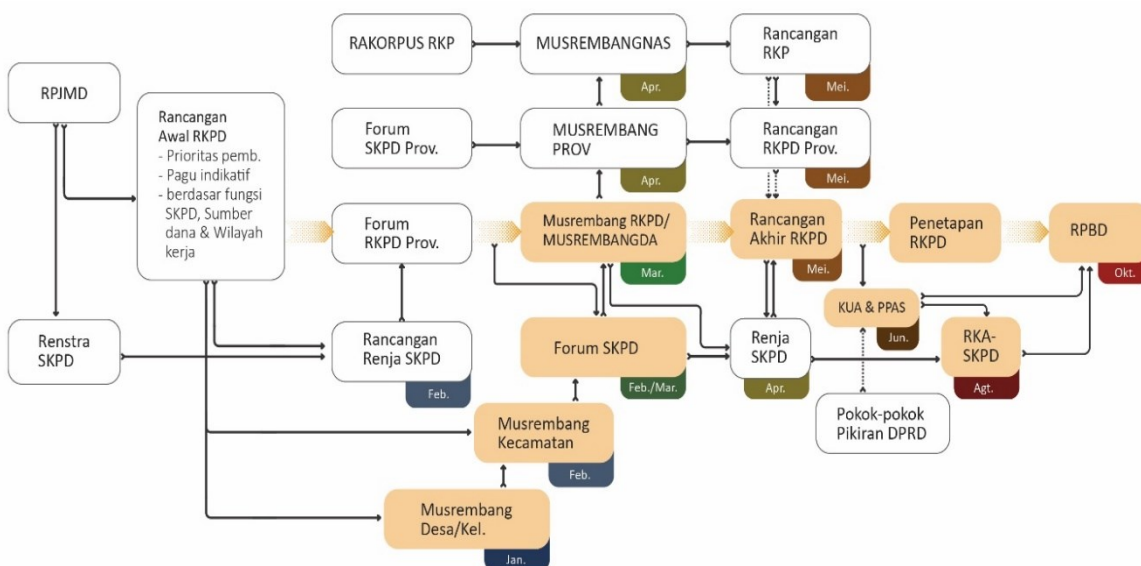 RAKORPUS RKP
MUSREMBANGNAS
Apr.
Rancangan
RKP
Mei.
RPJMD
Rancangan
Awal RKPD
- Prioritas pemb.
- Pagu indikatif
- berdasar fungsi
SKPD, Sumber
dana & Wilayah
kerja
Forum
SKPD Prov.
MUSREMBANG
PROV
Apr.
Rancangan
RKPD Prov.
Mei.
Forum
RKPD Prov.
Musrembang RKPD/
MUSREMBANGDA
Mar.
Rancangan
Akhir RKPD
Mei.
Penetapan
RKPD
RPBD
Okt.
KUA & PPAS
Jun.
Renstra
SKPD
Rancangan
Renja SKPD
Feb.
Forum SKPD
Feb./Mar.
Renja
SKPD
Apr.
RKA-
SKPD
Agt.
Pokok-pokok
Pikiran DPRD
Musrembang
Kecamatan
Feb.
Musrembang
Desa/Kel.
Jan.